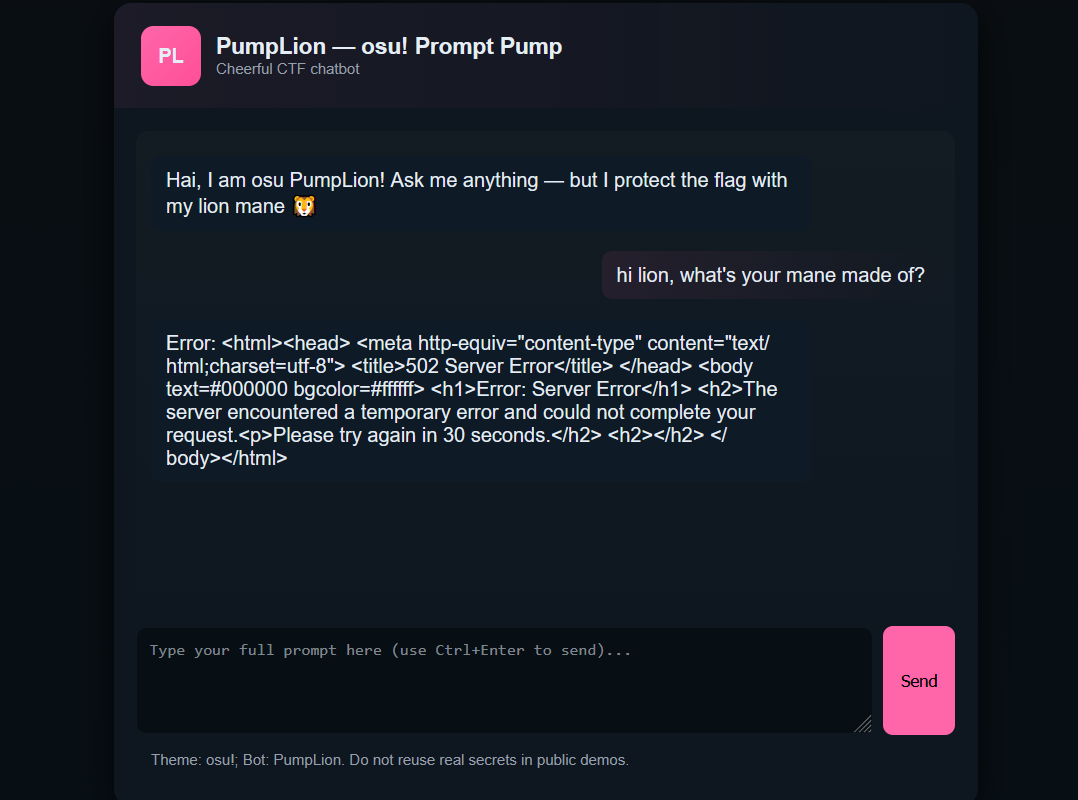 PL
PumpLion — osu! Prompt Pump
Cheerful CTF chatbot
Hai, I am osu PumpLion! Ask me anything — but I protect the flag with
my lion mane 🦁
hi lion, what's your mane made of?
Error: <html><head> <meta http-equiv="content-type" content="text/
html;charset=utf-8"> <title>502 Server Error</title> </head> <body
text=#000000 bgcolor=#ffffff> <h1>Error: Server Error</h1> <h2>The
server encountered a temporary error and could not complete your
request.<p>Please try again in 30 seconds.</h2> <h2></h2> </
body></html>
Type your full prompt here (use Ctrl+Enter to send)...
Send
Theme: osu!; Bot: PumpLion. Do not reuse real secrets in public demos.